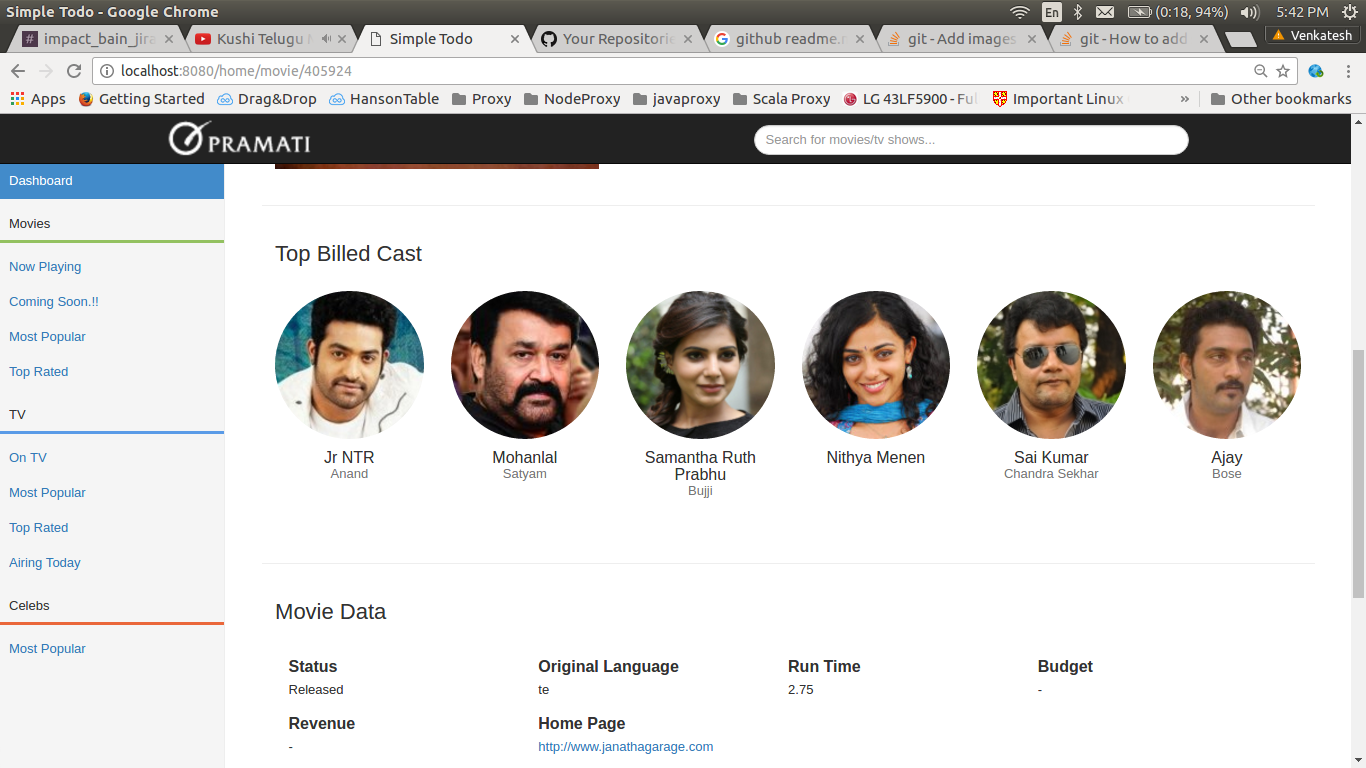 Simple Todo - Google Chrome
En
(0:18, 94%)
5:42 PM
impact_bain_jira
Kushi Telugu
Simple Todo
Your Repositorie
github readme.m
git - Add images
git - How to add
Venkatesh
localhost:8080/home/movie/405924
Apps
Getting Started
Drag&Drop
HansonTable
Proxy
NodeProxy
javaproxy
Scala Proxy
LG 43LF5900 - Ful
Important Linux
»
Other bookmarks
PRAMATI
Search for movies/tv shows...
Dashboard
Movies
Now Playing
Coming Soon.!!
Most Popular
Top Rated
TV
On TV
Most Popular
Top Rated
Airing Today
Celebs
Most Popular
Top Billed Cast
Jr NTR
Anand
Mohanlal
Satyam
Samantha Ruth
Prabhu
Bujji
Nithya Menen
Sai Kumar
Chandra Sekhar
Ajay
Bose
Movie Data
Status
Released
Original Language
te
Run Time
2.75
Budget
-
Revenue
-
Home Page
http://www.janathagarage.com